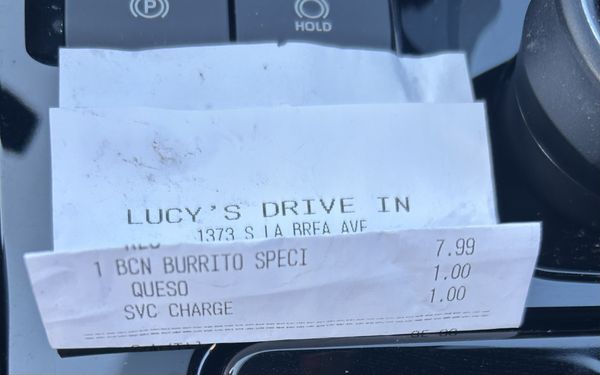 P
HOLD
LUCY'S DRIVE IN
1373 S LA BREA AVE
1 BCN BURRITO SPECI 7.99
QUESO 1.00
SVC CHARGE 1.00